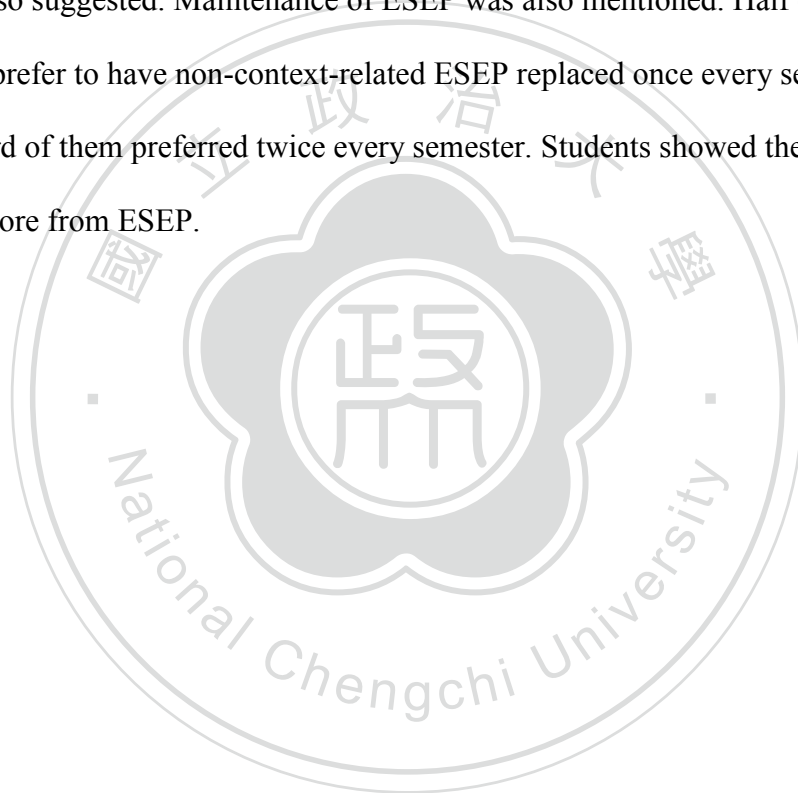 so suggested. Maintenance of ESEP was also mentioned. Half
prefer to have non-context-related ESEP replaced once every se
rd of them preferred twice every semester. Students showed the
ore from ESEP.
國立政治大學
政
National Chengchi University